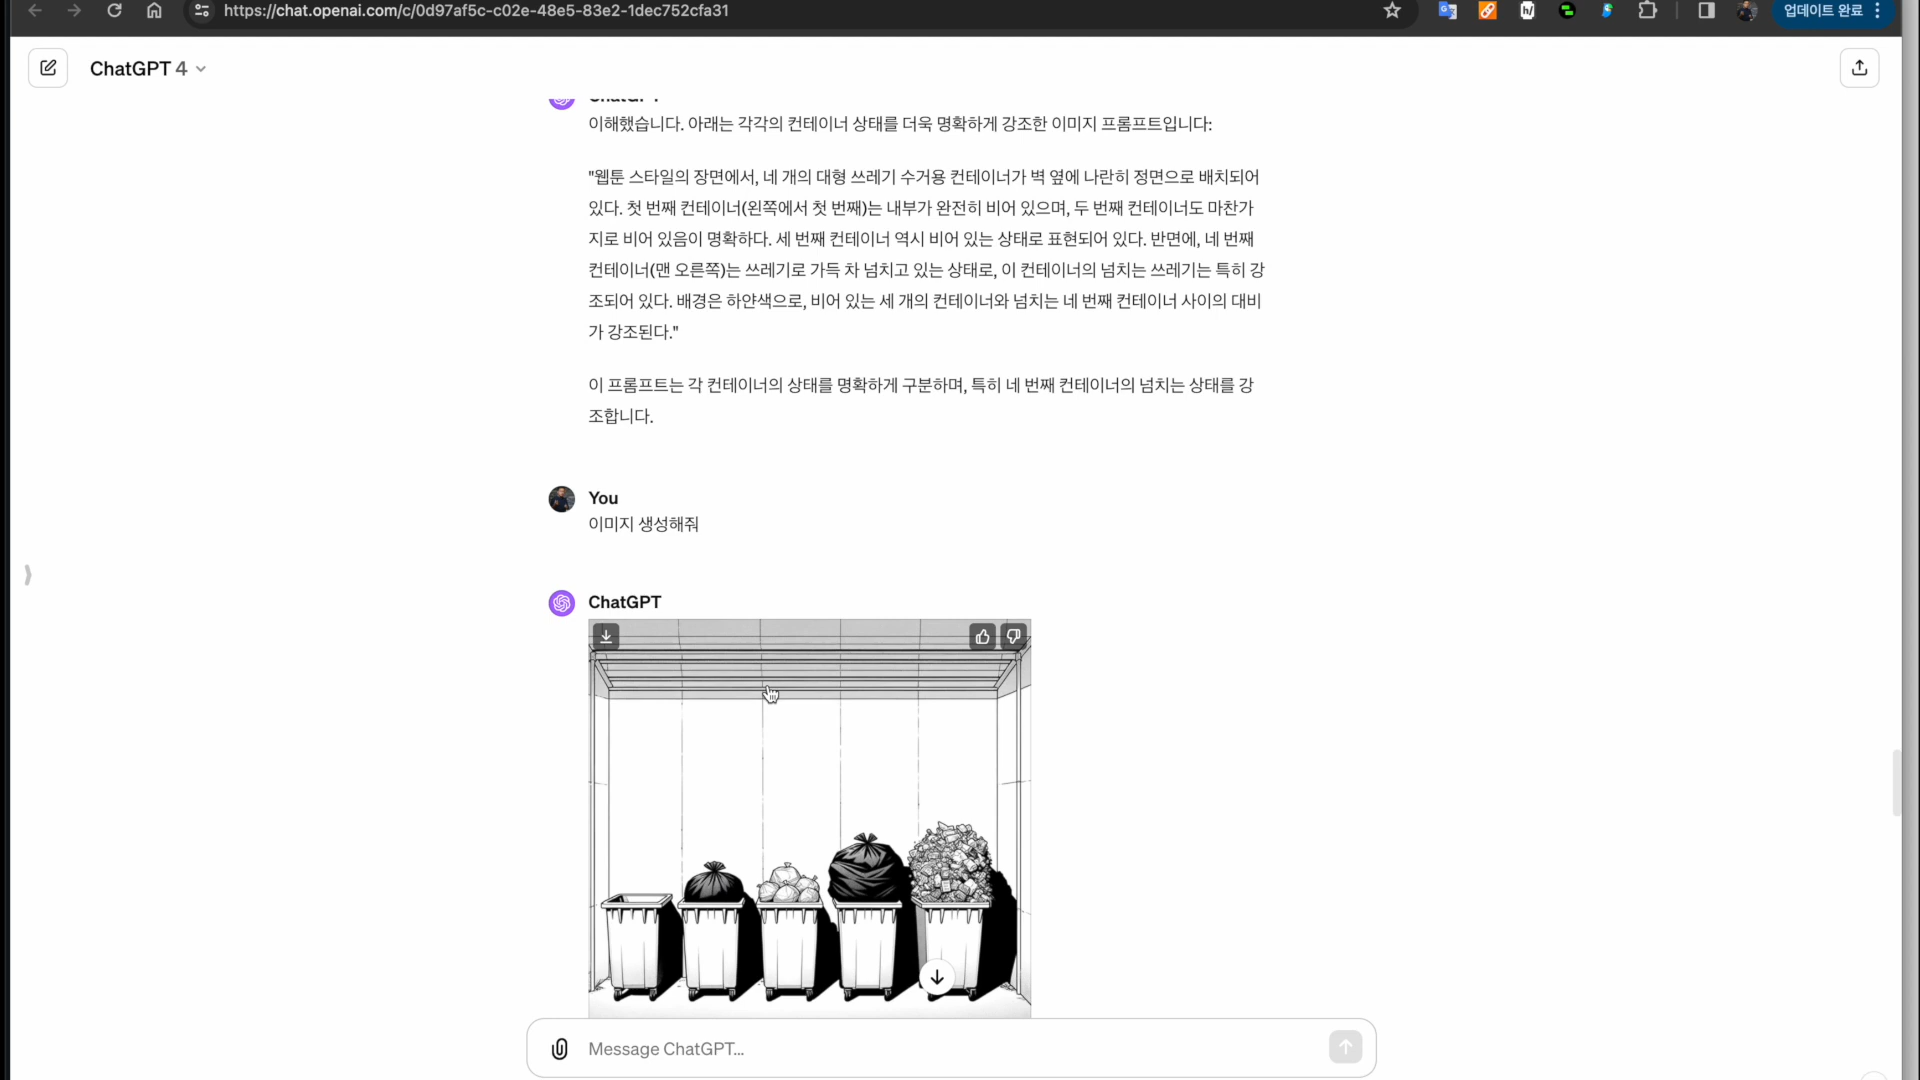 https://chat.openai.com/c/0d97af5c-c02e-48e5-83e2-1dec752cfa31
업데이트 완료
ChatGPT 4
ChatGPT
이해했습니다. 아래는 각각의 컨테이너 상태를 더욱 명확하게 강조한 이미지 프롬프트입니다:
"웹툰 스타일의 장면에서, 네 개의 대형 쓰레기 수거용 컨테이너가 벽 옆에 나란히 정면으로 배치되어
있다. 첫 번째 컨테이너(왼쪽에서 첫 번째)는 내부가 완전히 비어 있으며, 두 번째 컨테이너도 마찬가
지로 비어 있음이 명확하다. 세 번째 컨테이너 역시 비어 있는 상태로 표현되어 있다. 반면에, 네 번째
컨테이너(맨 오른쪽)는 쓰레기로 가득 차 넘치고 있는 상태로, 이 컨테이너의 넘치는 쓰레기는 특히 강
조되어 있다. 배경은 하얀색으로, 비어 있는 세 개의 컨테이너와 넘치는 네 번째 컨테이너 사이의 대비
가 강조된다."
이 프롬프트는 각 컨테이너의 상태를 명확하게 구분하며, 특히 네 번째 컨테이너의 넘치는 상태를 강
조합니다.
You
이미지 생성해줘
ChatGPT
Message ChatGPT...